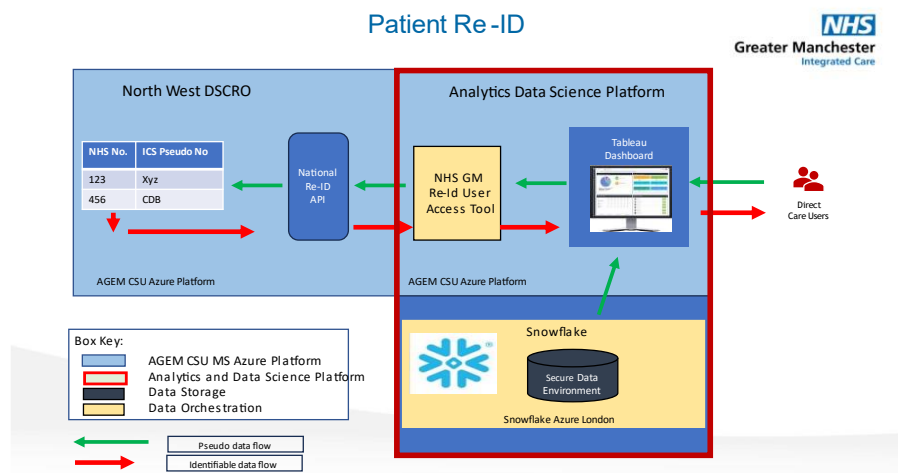 Patient Re-ID
NHS
Greater Manchester
Integrated Care
North West DSCRO
Analytics Data Science Platform
NHS No.
ICS Pseudo No
123
Xyz
456
CDB
National
Re-ID
API
NHS GM
Re-Id User
Access Tool
Tableau
Dashboard
Direct
Care Users
AGEM CSU Azure Platform
AGEM CSU Azure Platform
Snowflake
Secure Data
Environment
Snowflake Azure London
Box Key:
AGEM CSU MS Azure Platform
Analytics and Data Science Platform
Data Storage
Data Orchestration
Pseudo data flow
Identifiable data flow